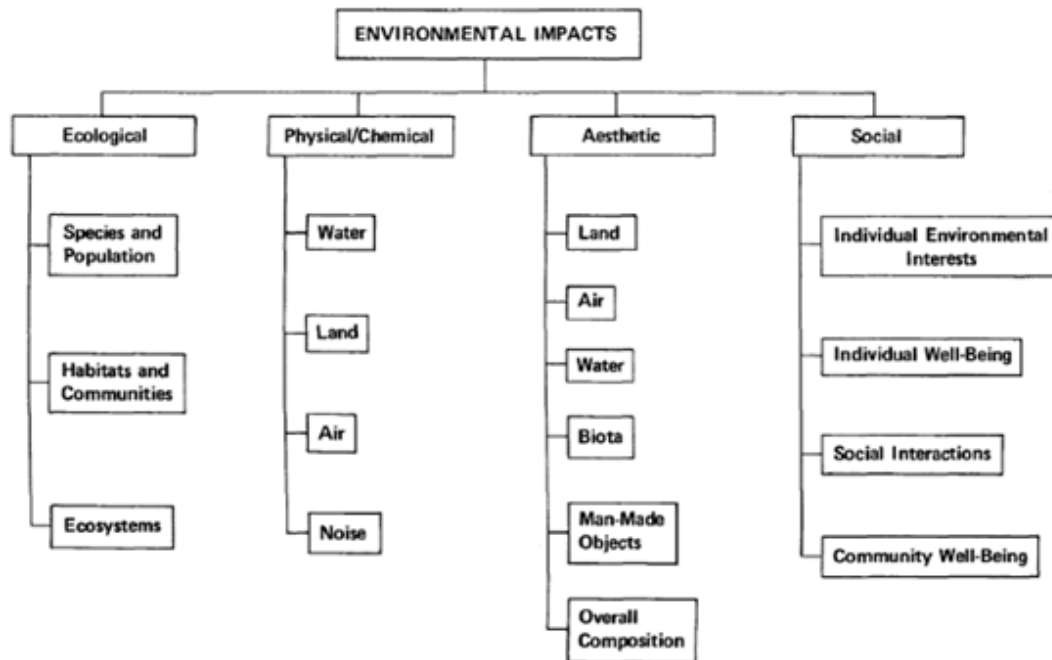 ENVIRONMENTAL IMPACTS
Ecological
Physical/Chemical
Aesthetic
Social
Species and
Population
Habitats and
Communities
Ecosystems
Water
Land
Air
Noise
Land
Air
Water
Biota
Man-Made
Objects
Overall
Composition
Individual Environmental
Interests
Individual Well-Being
Social Interactions
Community Well-Being